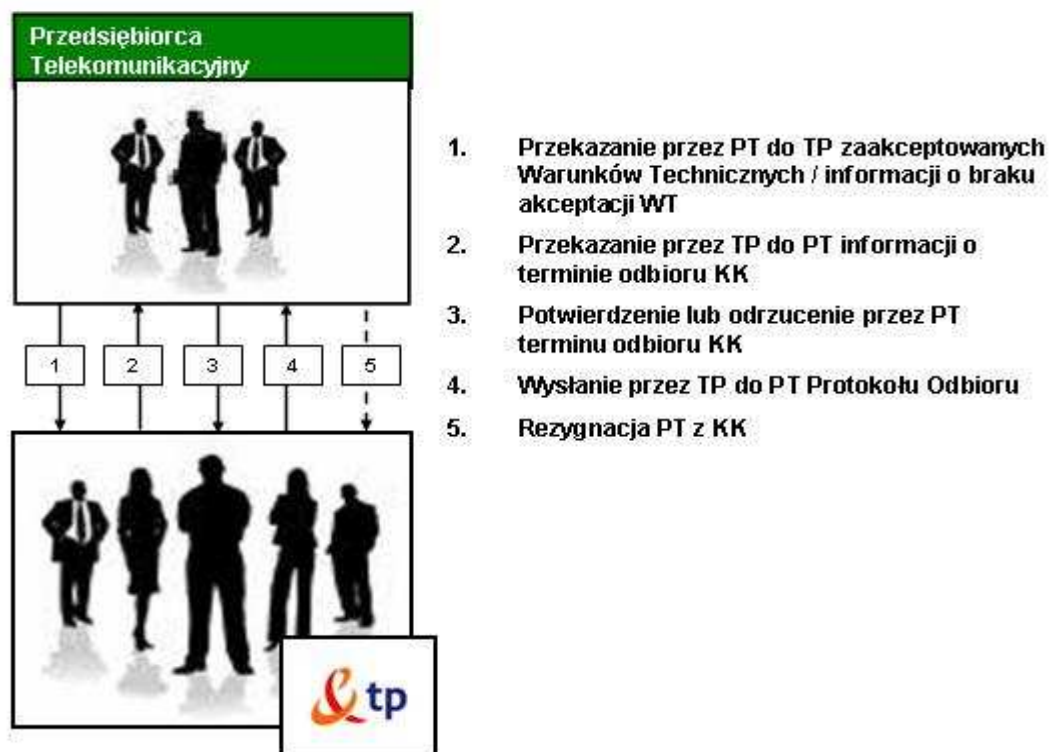 Przedsiębiorca
Telekomunikacyjny
1
2
3
4
5
tp
1. Przekazanie przez PT do TP zaakceptowanych
Warunków Technicznych / informacji o braku
akceptacji WT
2. Przekazanie przez TP do PT informacji o
terminie odbioru KK
3. Potwierdzenie lub odrzucenie przez PT
terminu odbioru KK
4. Wysłanie przez TP do PT Protokołu Odbioru
5. Rezygnacja PT z KK